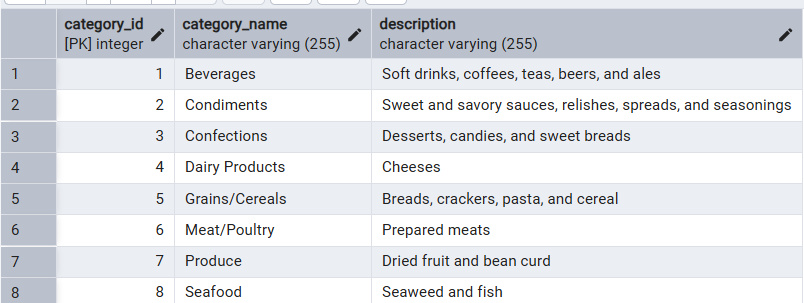 category_id category_name description
[PK] integer character varying (255) character varying (255)
1 1 Beverages Soft drinks, coffees, teas, beers, and ales
2 2 Condiments Sweet and savory sauces, relishes, spreads, and seasonings
3 3 Confections Desserts, candies, and sweet breads
4 4 Dairy Products Cheeses
5 5 Grains/Cereals Breads, crackers, pasta, and cereal
6 6 Meat/Poultry Prepared meats
7 7 Produce Dried fruit and bean curd
8 8 Seafood Seaweed and fish